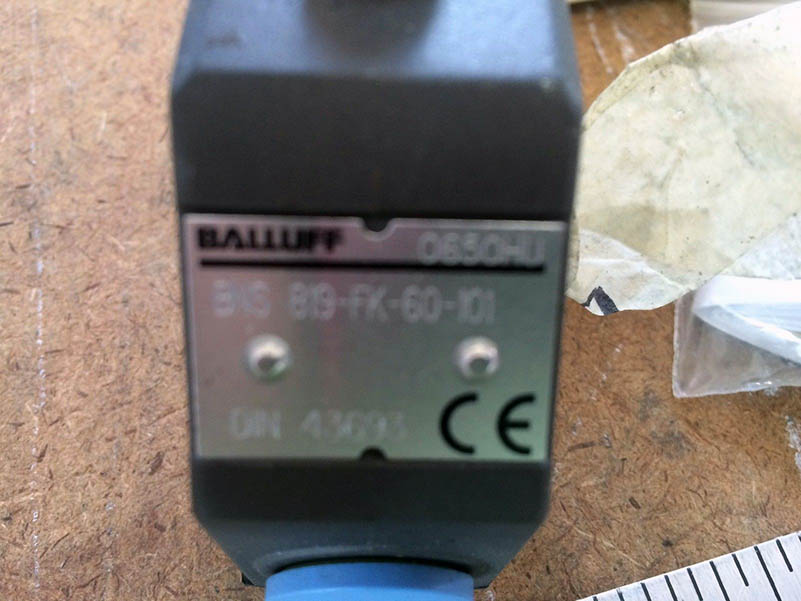 BALLUFF 0650HU
BNS 819-FK-60-101
DIN 43693
CE